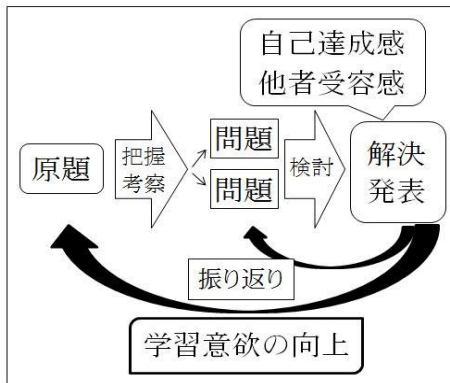 自己達成感
他者受容感
原題
把握
考察
問題
問題
検討
解決
発表
振り返り
学習意欲の向上